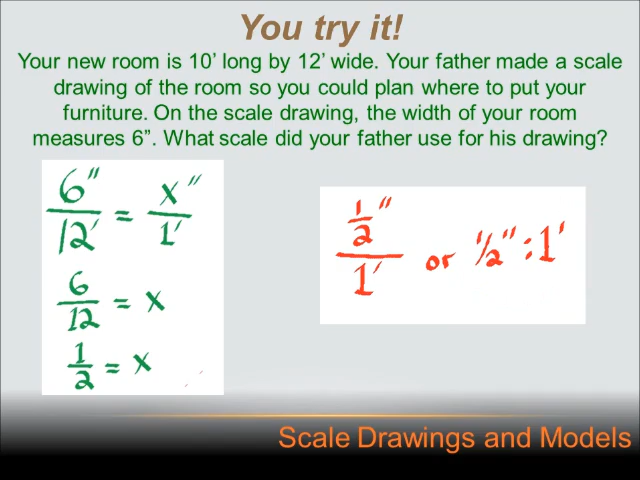 You try it!
Your new room is 10’ long by 12’ wide. Your father made a scale
drawing of the room so you could plan where to put your
furniture. On the scale drawing, the width of your room
measures 6”. What scale did your father use for his drawing?
6"/12' = x"/1'
6/12 = x
1/2 = x
1/2"/1' or 1/2" : 1'
Scale Drawings and Models